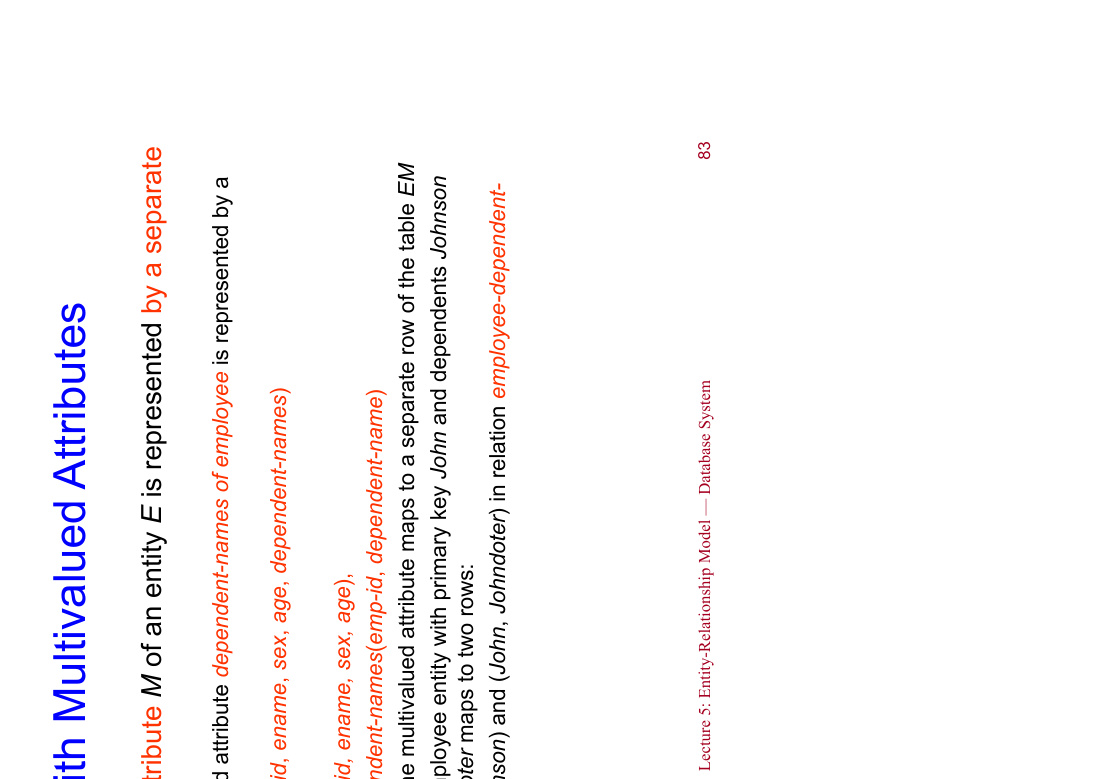 ith Multivalued Attributes
tribute M of an entity E is represented by a separate
d attribute dependent-names of employee is represented by a
id, ename, sex, age, dependent-names)
id, ename, sex, age),
ndent-names(emp-id, dependent-name)
ne multivalued attribute maps to a separate row of the table EM
ployee entity with primary key John and dependents Johnson
oter maps to two rows:
nson) and (John, Johndoter) in relation employee-dependent-
Lecture 5: Entity-Relationship Model — Database System 83